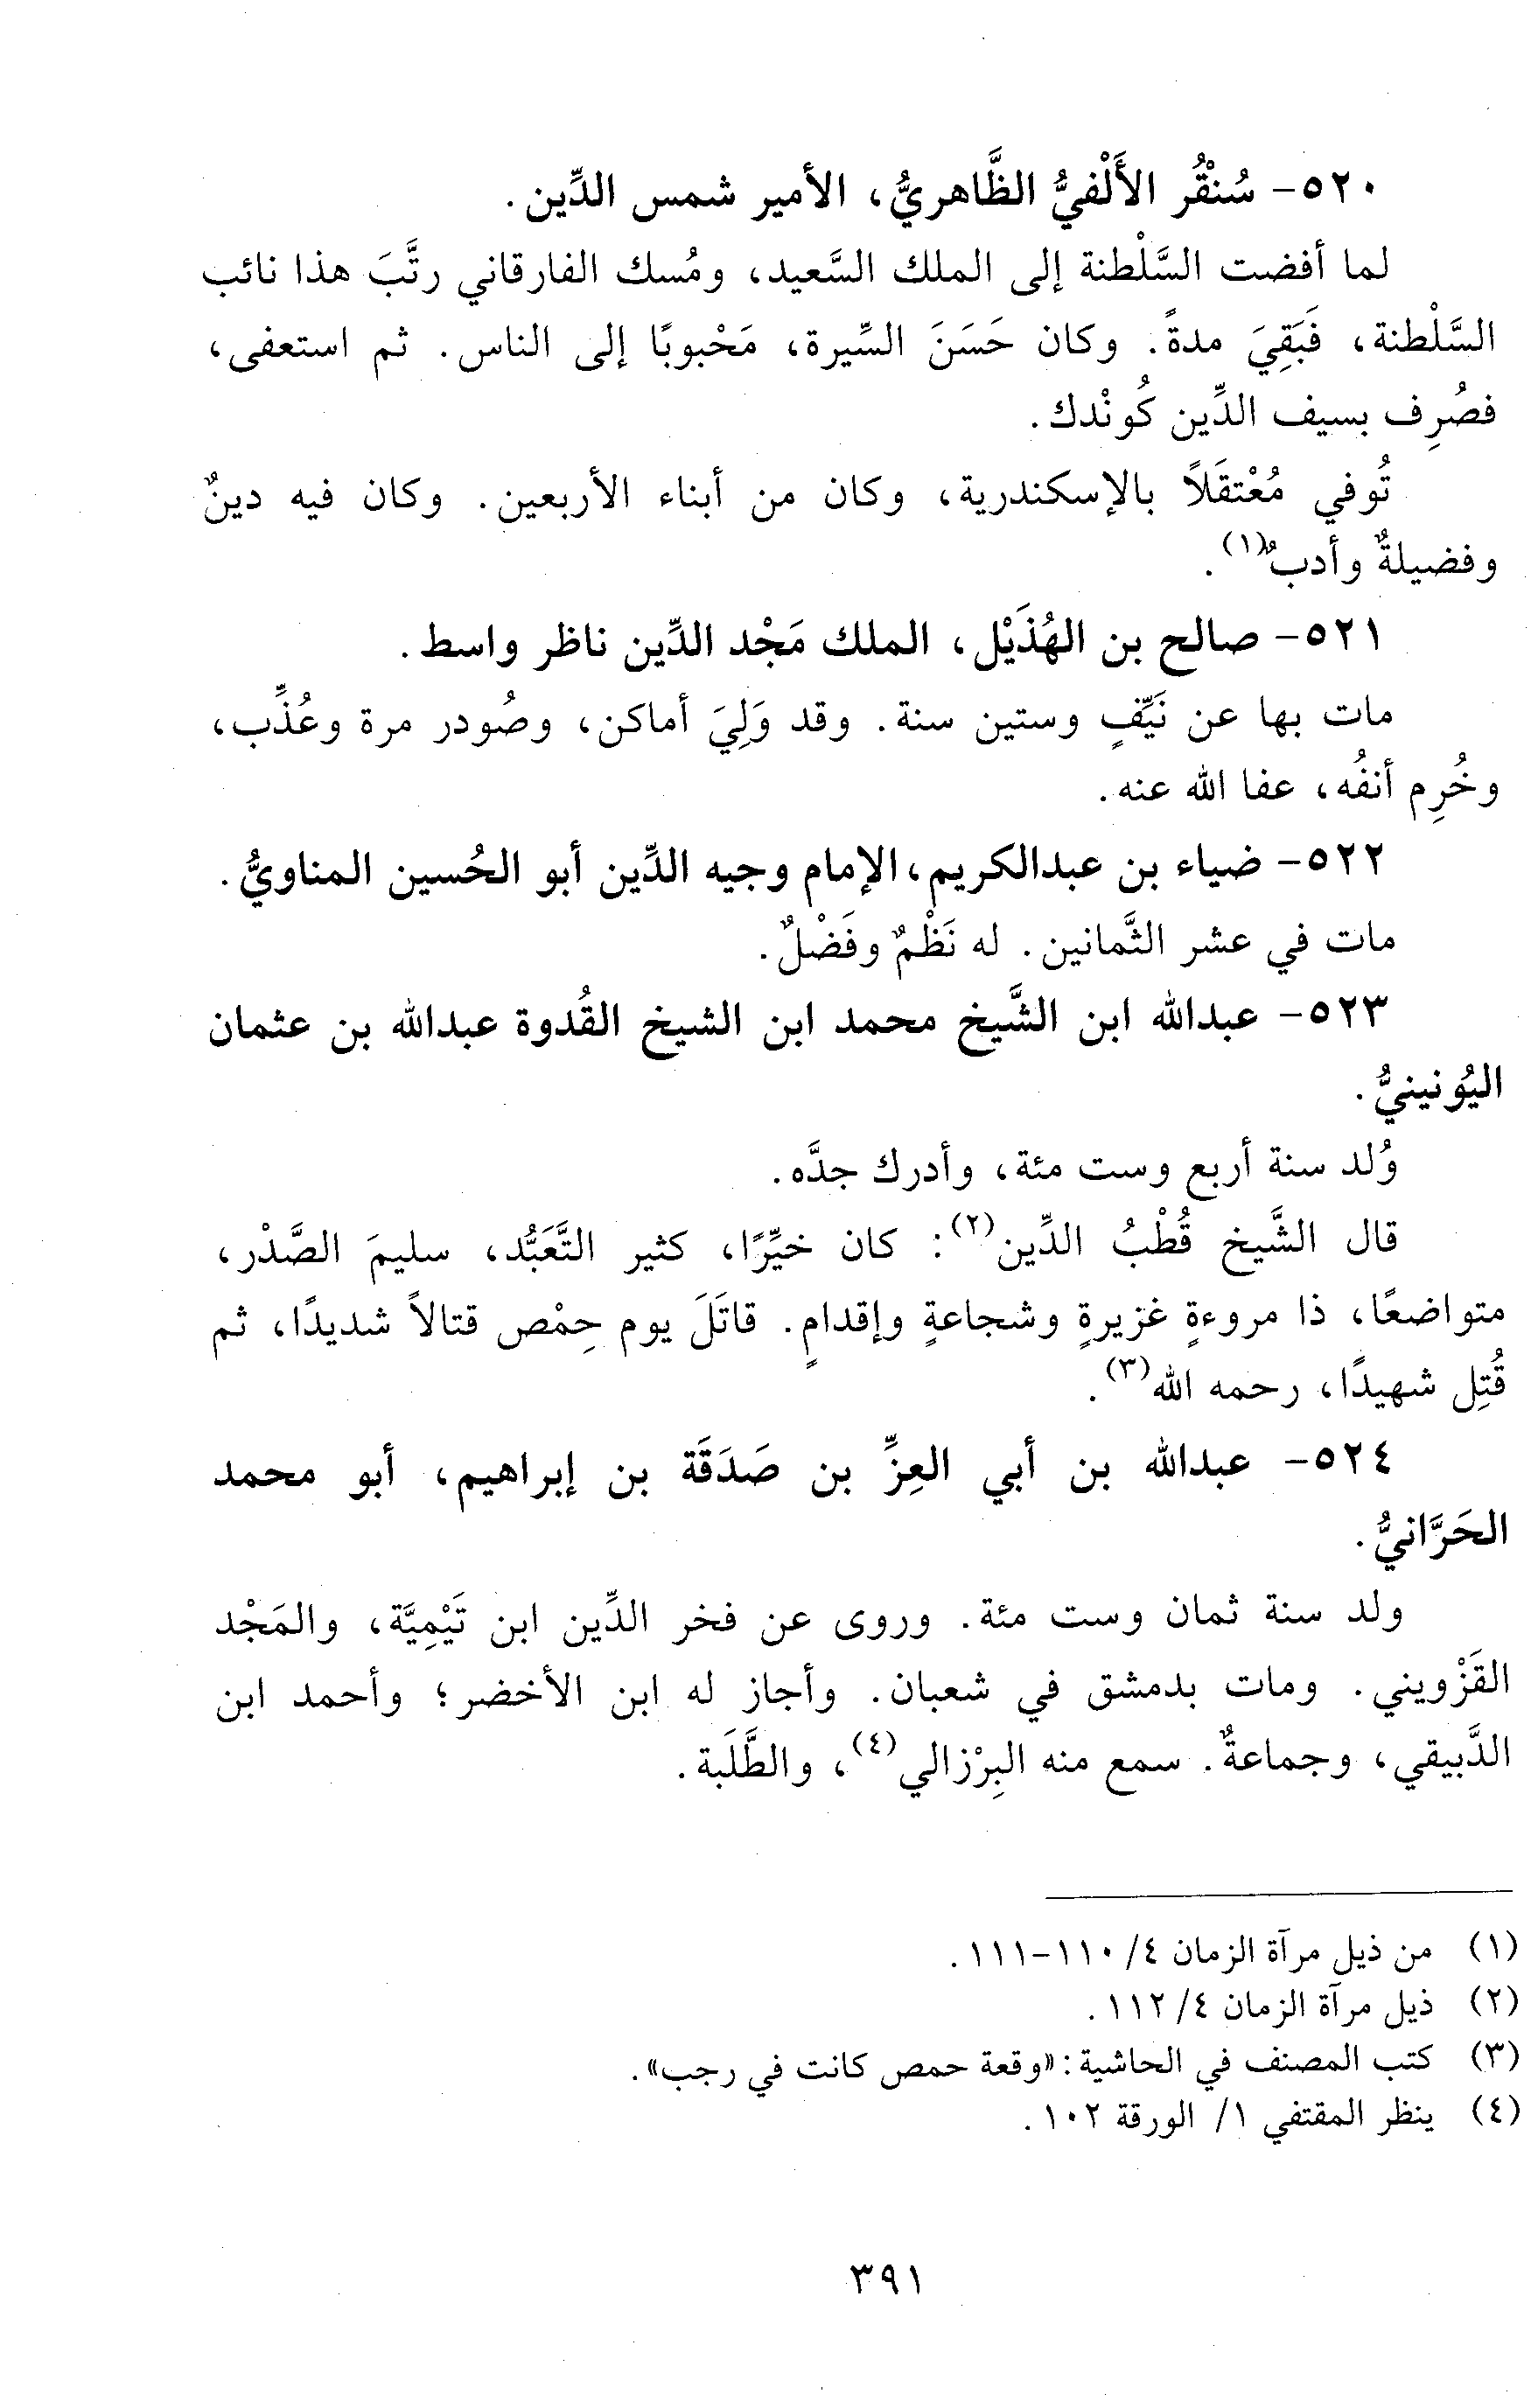 ٥٢٠- سُنْقُر الأَلْفيُّ الظَّاهريُّ، الأمير شمس الدِّين.
لما أفضت السَّلْطنة إلى الملك السَّعيد، ومُسك الفارقاني رتَّبَ هذا نائب
السَّلْطنة، فَبَقِيَ مدةً. وكان حَسَنَ السِّيرة، مَحْبوبًا إلى الناس. ثم استعفى،
فصُرِف بسيف الدِّين كُونْدك.
تُوفي مُعْتقَلاً بالإسكندرية، وكان من أبناء الأربعين. وكان فيه دينٌ
وفضيلةٌ وأدبٌ(١).
٥٢١- صالح بن الهُذَيْل، الملك مَجْد الدِّين ناظر واسط.
مات بها عن نَيِّفٍ وستين سنة. وقد وَلِيَ أماكن، وصُودر مرة وعُذِّب،
وخُرِم أنفُه، عفا الله عنه.
٥٢٢- ضياء بن عبدالكريم، الإمام وجيه الدِّين أبو الحُسين المناويُّ.
مات في عشر الثَّمانين. له نَظْمٌ وفَضْلٌ.
٥٢٣- عبدالله ابن الشَّيخ محمد ابن الشيخ القُدوة عبدالله بن عثمان
اليُونينيُّ.
وُلد سنة أربع وست مئة، وأدرك جدَّه.
قال الشَّيخ قُطْبُ الدِّين(٢): كان خيِّرًا، كثير التَّعَبُّد، سليمَ الصَّدْر،
متواضعًا، ذا مروءةٍ غزيرةٍ وشجاعةٍ وإقدامٍ. قاتَلَ يوم حِمْص قتالاً شديدًا، ثم
قُتِل شهيدًا، رحمه الله(٣).
٥٢٤- عبدالله بن أبي العِزِّ بن صَدَقَة بن إبراهيم، أبو محمد
الحَرَّانيُّ.
ولد سنة ثمان وست مئة. وروى عن فخر الدِّين ابن تَيْمِيَّة، والمَجْد
القَزْويني. ومات بدمشق في شعبان. وأجاز له ابن الأخضر؛ وأحمد ابن
الدَّبيقي، وجماعةٌ. سمع منه البِرْزالي(٤)، والطَّلَبة.
(١) من ذيل مرآة الزمان ٤/ ١١٠-١١١.
(٢) ذيل مرآة الزمان ٤/ ١١٢.
(٣) كتب المصنف في الحاشية: «وقعة حمص كانت في رجب».
(٤) ينظر المقتفي ١/ الورقة ١٠٢.
٣٩١